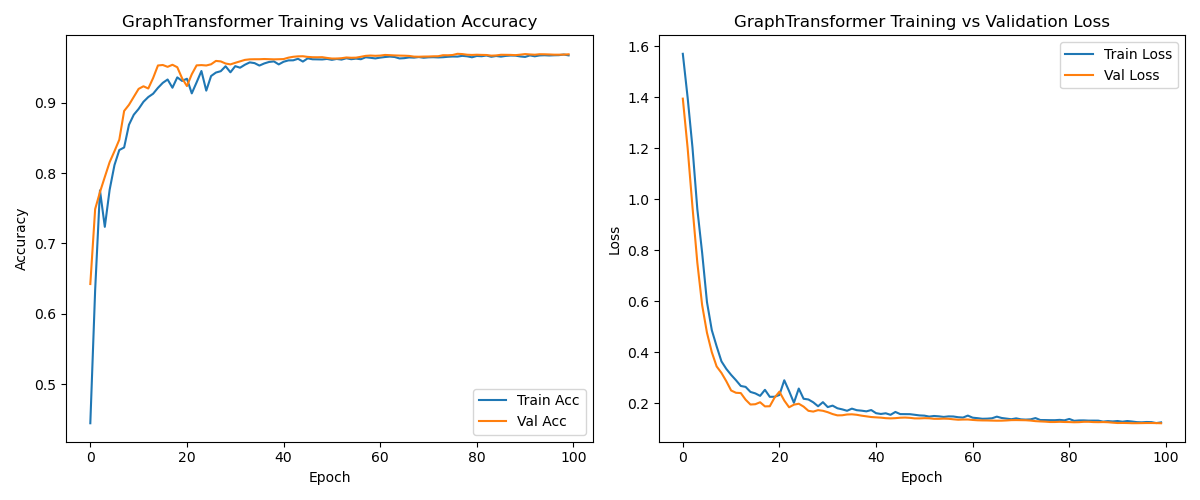 GraphTransformer Training vs Validation Accuracy
Accuracy
0.9
0.8
0.7
0.6
0.5
0 20 40 60 80 100
Epoch
Train Acc
Val Acc
GraphTransformer Training vs Validation Loss
Loss
1.6
1.4
1.2
1.0
0.8
0.6
0.4
0.2
0 20 40 60 80 100
Epoch
Train Loss
Val Loss